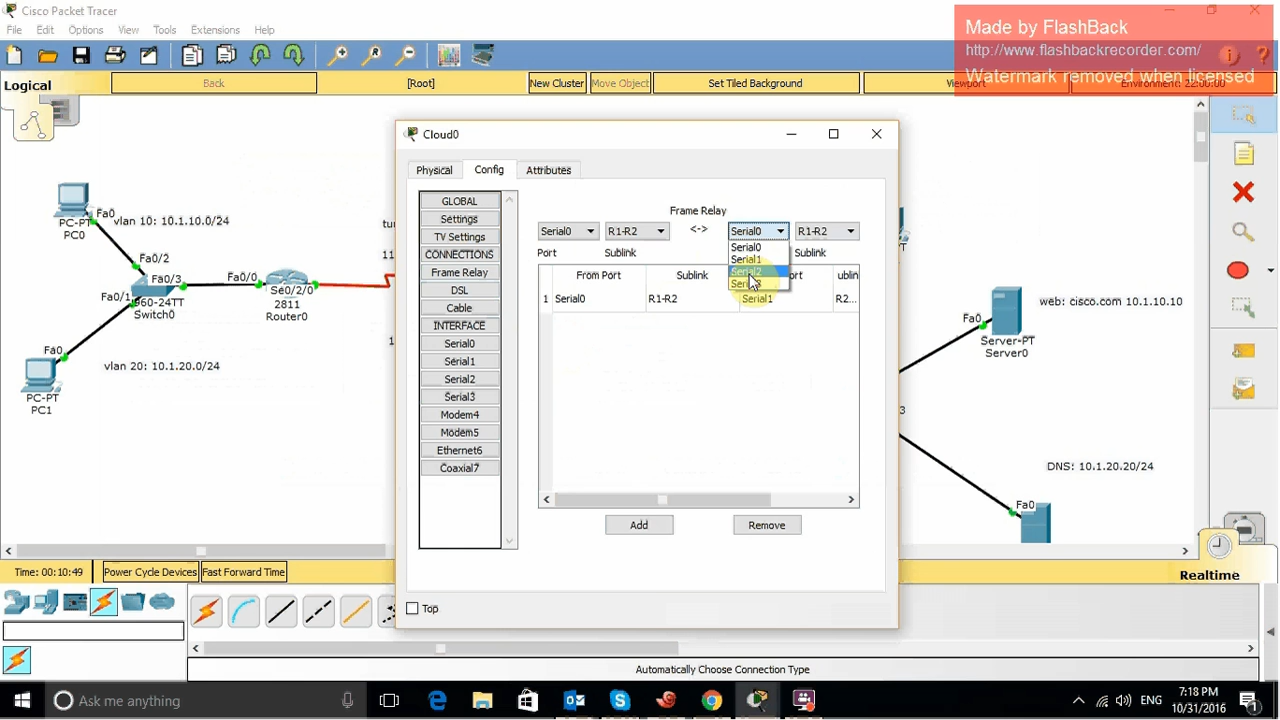 Cisco Packet Tracer
Made by FlashBack
http://www.flashbackrecorder.com/
Watermark removed when licensed
File Edit Options View Tools Extensions Help
Logical
Back
[Root]
New Cluster
Move Object
Set Tiled Background
Viewport
Environment: 22:00:00
Cloud0
Physical
Config
Attributes
GLOBAL
Settings
TV Settings
CONNECTIONS
Frame Relay
DSL
Cable
INTERFACE
Serial0
Serial1
Serial2
Serial3
Modem4
Modem5
Ethernet6
Coaxial7
Frame Relay
Serial0
R1-R2
<->
Serial0
R1-R2
Port
Sublink
Sublink
Serial0
Serial1
Serial2
From Port
Sublink
1
Serial0
R1-R2
Serial1
R2...
Add
Remove
Top
Fa0
PC-PT
PC0
vlan 10: 10.1.10.0/24
Fa0/2
Fa0/3
Fa0/1
960-24TT
Switch0
Fa0/0
Se0/2/0
2811
Router0
Fa0
PC-PT
PC1
vlan 20: 10.1.20.0/24
web: cisco.com 10.1.10.10
Fa0
Server-PT
Server0
DNS: 10.1.20.20/24
Fa0
Time: 00:10:49
Power Cycle Devices
Fast Forward Time
Realtime
Automatically Choose Connection Type
Ask me anything
ENG
7:18 PM
10/31/2016